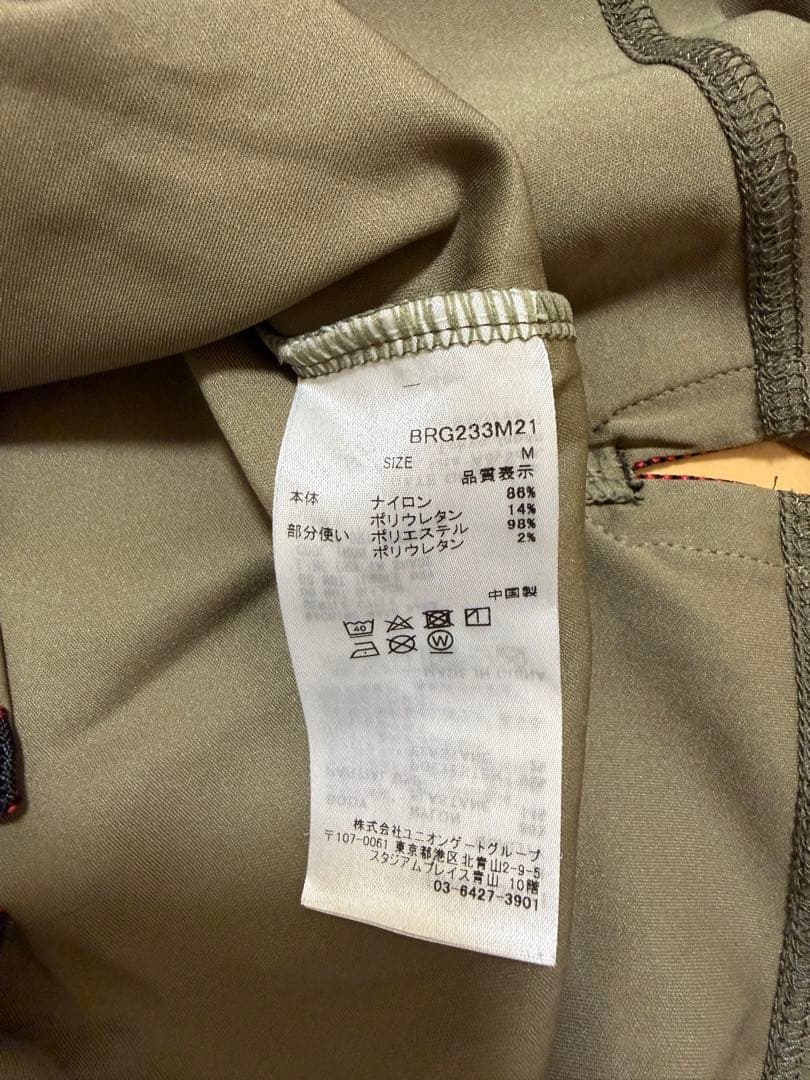 BRG233M21
SIZE M
品質表示
本体 ナイロン 86%
ポリウレタン 14%
部分使い ポリエステル 98%
ポリウレタン 2%
中国製
40
W
株式会社ユニオンゲートグループ
〒107-0061 東京都港区北青山2-9-5
スタジアムプレイス青山 10階
03-6427-3901